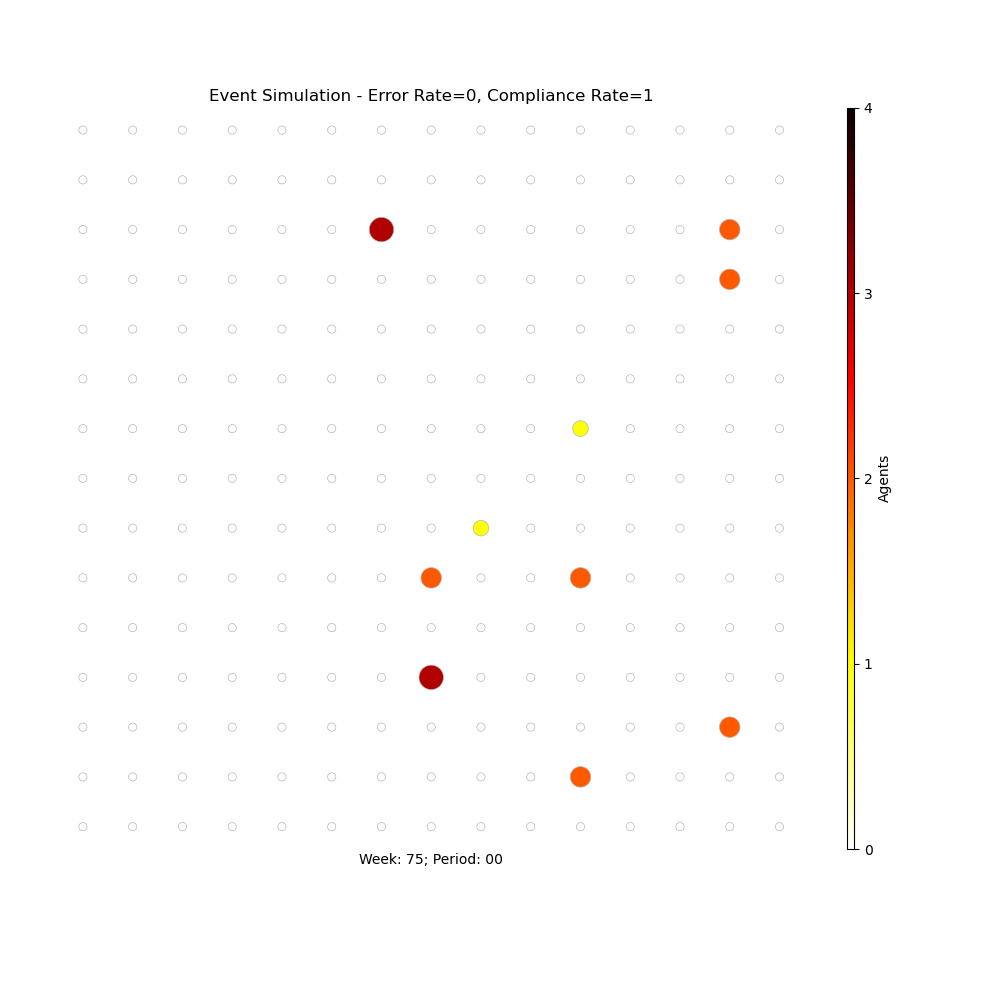 Event Simulation - Error Rate=0, Compliance Rate=1
4
3
2
Agents
1
0
Week: 75; Period: 00